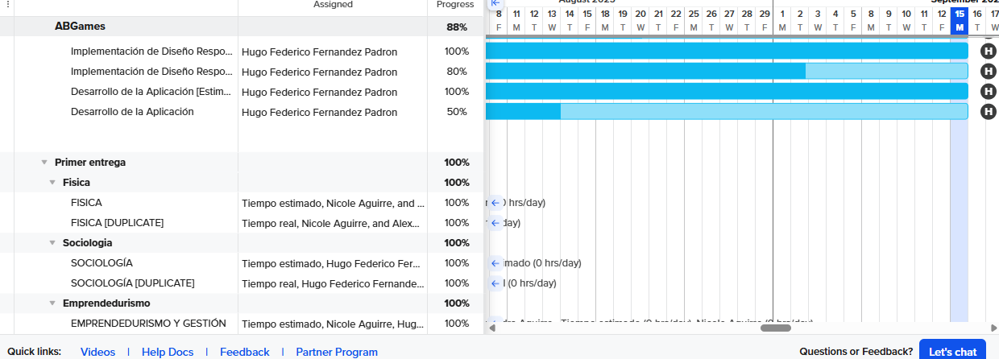 Assigned Progress August 2025 September 202
8 11 12 13 14 15 18 19 20 21 22 25 26 27 28 29 1 2 3 4 5 8 9 10 11 12 15 16 17
ABGames 88% F M T W T F M T W T F M T W T F M T W T F M T W T F M T W
Implementación de Diseño Respo... Hugo Federico Fernandez Padron 100% H
Implementación de Diseño Respo... Hugo Federico Fernandez Padron 80% H
Desarrollo de la Aplicación [Estim... Hugo Federico Fernandez Padron 100% H
Desarrollo de la Aplicación Hugo Federico Fernandez Padron 50% H
Primer entrega 100%
Fisica 100%
FISICA Tiempo estimado, Nicole Aguirre, and ... 100% 0 hrs/day)
FISICA [DUPLICATE] Tiempo real, Nicole Aguirre, and Alex... 100% day)
Sociologia 100%
SOCIOLOGÍA Tiempo estimado, Hugo Federico Fer... 100% imado (0 hrs/day)
SOCIOLOGÍA [DUPLICATE] Tiempo real, Hugo Federico Fernande... 100% l (0 hrs/day)
Emprendedurismo 100%
EMPRENDEDURISMO Y GESTIÓN Tiempo estimado, Nicole Aguirre, Hug... 100% Aguirre, Tiempo estimado (0 hrs/day), Nicole Aguirre (0 hrs/day)
Quick links: Videos | Help Docs | Feedback | Partner Program Questions or Feedback? Let's chat